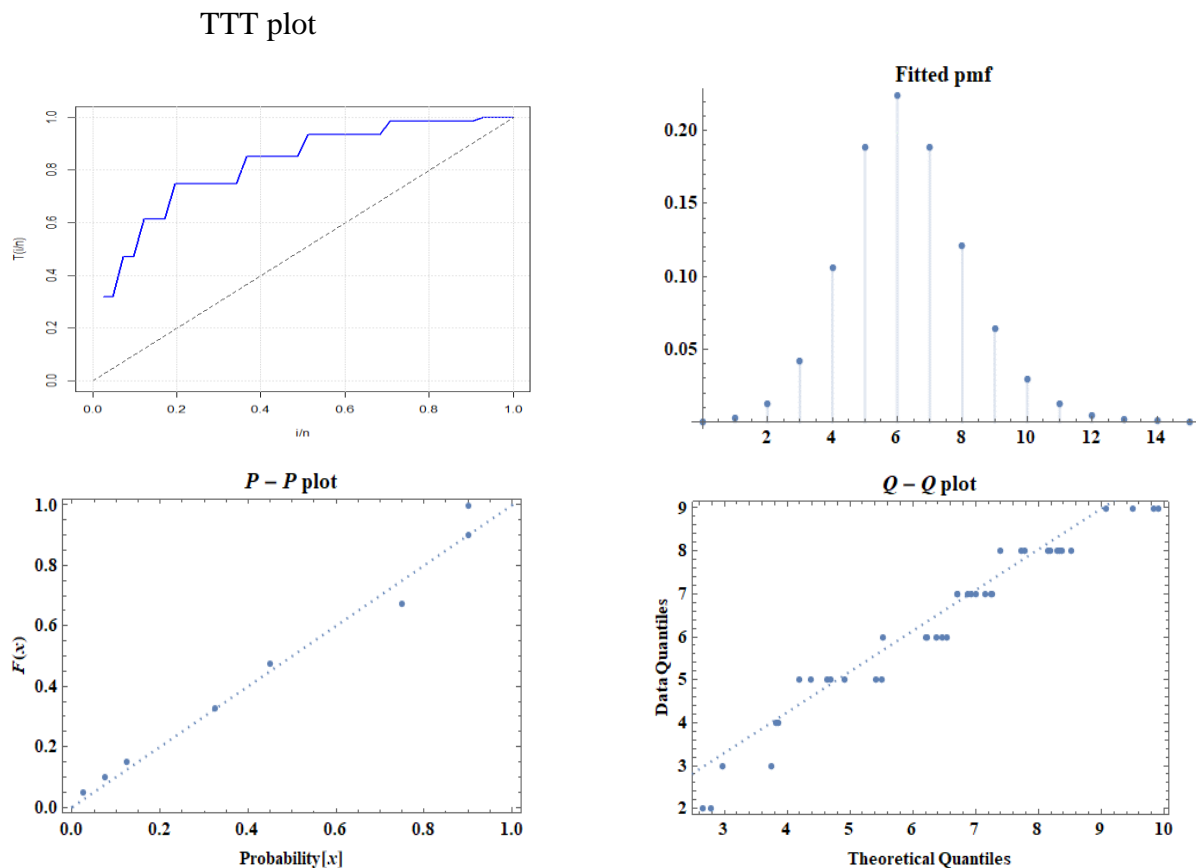 TTT plot
T(i/n)
1.0
0.8
0.6
0.4
0.2
0.0
0.0 0.2 0.4 0.6 0.8 1.0
i/n
Fitted pmf
0.20
0.15
0.10
0.05
2 4 6 8 10 12 14
P – P plot
F(x)
1.0
0.8
0.6
0.4
0.2
0.0
0.0 0.2 0.4 0.6 0.8 1.0
Probability[x]
Q – Q plot
Data Quantiles
9
8
7
6
5
4
3
2
3 4 5 6 7 8 9 10
Theoretical Quantiles